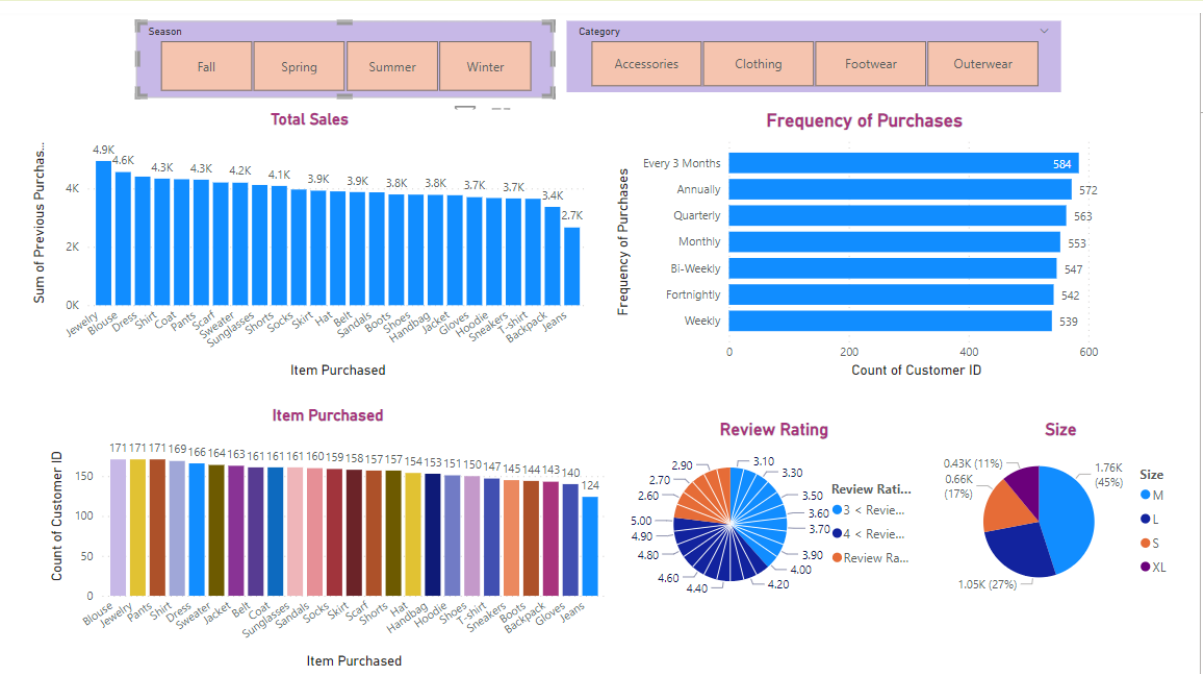 Season
Fall
Spring
Summer
Winter
Category
Accessories
Clothing
Footwear
Outerwear
Total Sales
Sum of Previous Purchas...
4.9K
4.6K
4.3K
4.3K
4.2K
4.1K
3.9K
3.9K
3.8K
3.8K
3.7K
3.7K
3.4K
2.7K
4K
2K
0K
Jewelry
Blouse
Dress
Shirt
Coat
Pants
Scarf
Sweater
Sunglasses
Shorts
Socks
Skirt
Hat
Belt
Sandals
Boots
Shoes
Handbag
Jacket
Gloves
Hoodie
Sneakers
T-shirt
Backpack
Jeans
Item Purchased
Frequency of Purchases
Frequency of Purchases
Every 3 Months
584
Annually
572
Quarterly
563
Monthly
553
Bi-Weekly
547
Fortnightly
542
Weekly
539
0
200
400
600
Count of Customer ID
Item Purchased
Count of Customer ID
171
171
171
169
166
164
163
161
161
161
160
159
158
157
157
154
153
151
150
147
145
144
143
140
124
150
100
50
0
Blouse
Jewelry
Pants
Shirt
Dress
Sweater
Jacket
Belt
Coat
Sunglasses
Sandals
Socks
Skirt
Scarf
Shorts
Hat
Handbag
Hoodie
Shoes
T-shirt
Sneakers
Boots
Backpack
Gloves
Jeans
Item Purchased
Review Rating
3.10
3.30
3.50
3.60
3.70
3.90
4.00
4.20
4.40
4.60
4.80
4.90
5.00
2.60
2.70
2.90
Review Rati...
3 < Revie...
4 < Revie...
Review Ra...
Size
1.76K
(45%)
1.05K (27%)
0.66K
(17%)
0.43K (11%)
Size
M
L
S
XL